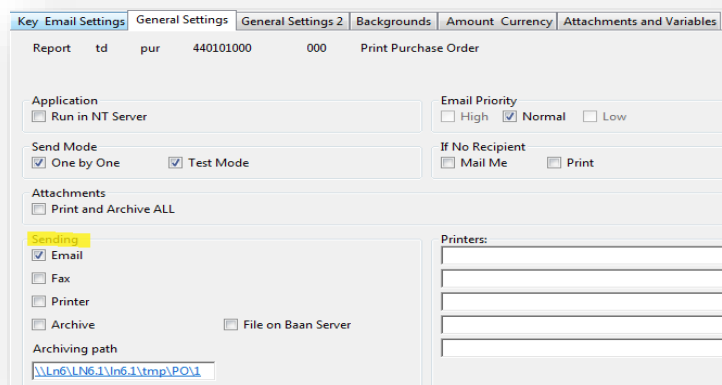 Key Email Settings General Settings General Settings 2 Backgrounds Amount Currency Attachments and Variables
Report td pur 440101000 000 Print Purchase Order
Application
Run in NT Server
Email Priority
High Normal Low
Send Mode
One by One Test Mode
If No Recipient
Mail Me Print
Attachments
Print and Archive ALL
Sending
Email
Fax
Printer
Archive File on Baan Server
Archiving path
\\Ln6\LN6.1\ln6.1\tmp\PO\1
Printers: